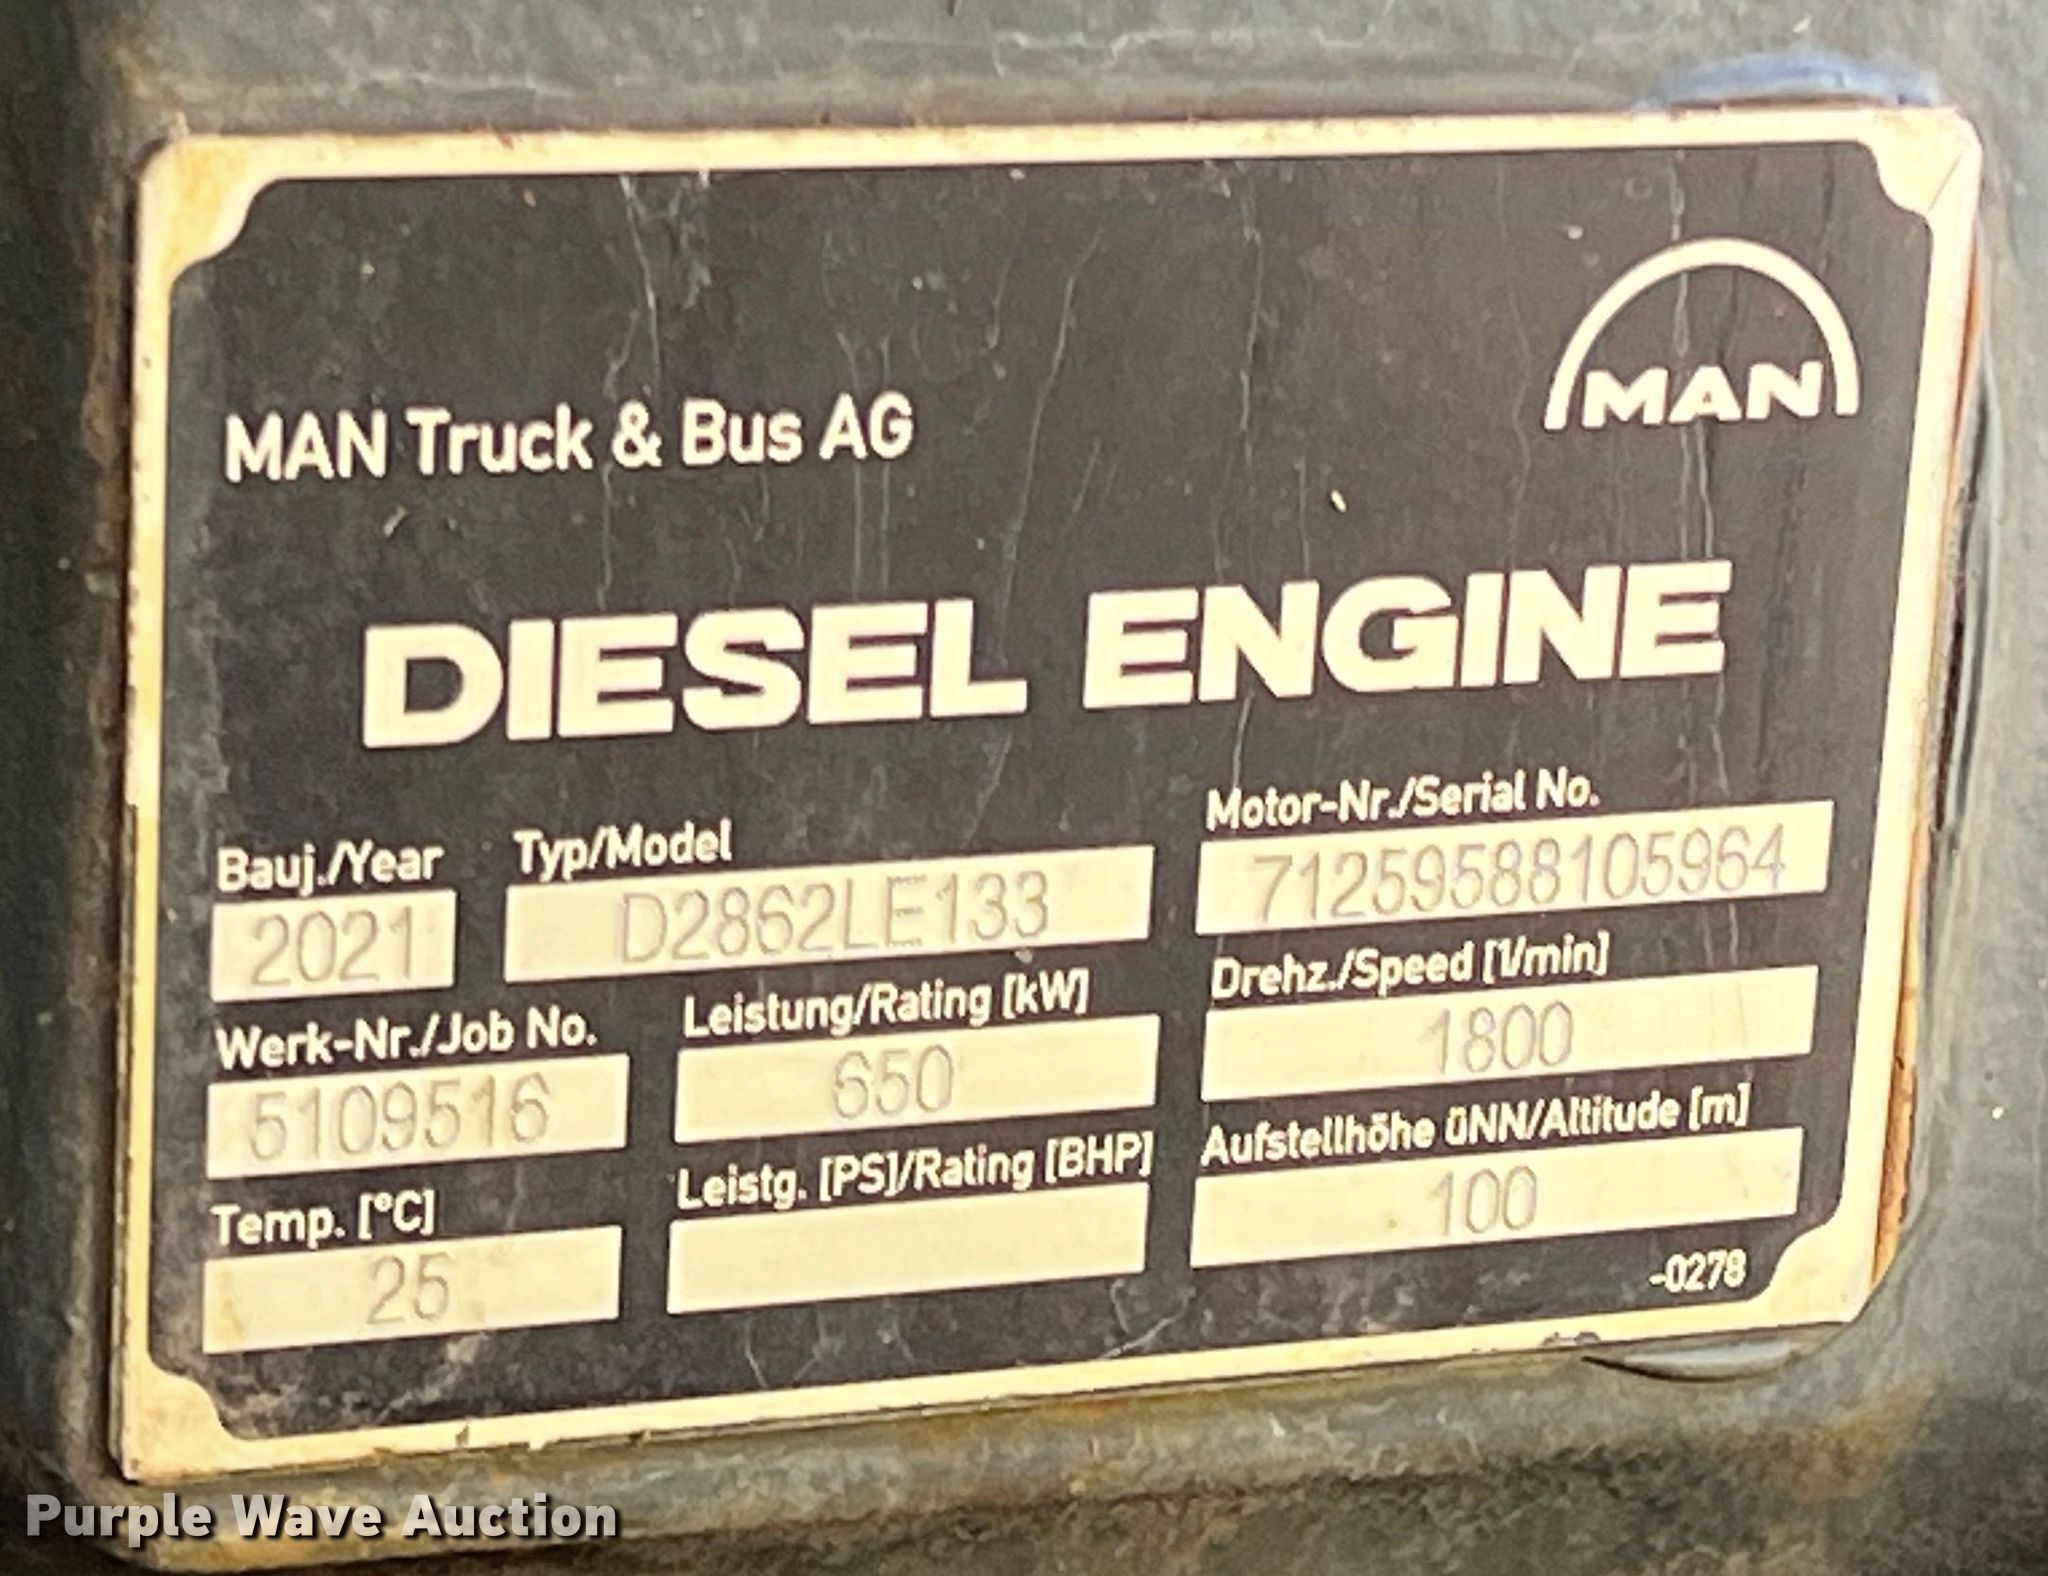 MAN
MAN Truck & Bus AG
DIESEL ENGINE
Bauj./Year Typ/Model Motor-Nr./Serial No.
2021 D2862LE133 71259588105964
Werk-Nr./Job No. Leistung/Rating [kW] Drehz./Speed [1/min]
5109516 650 1800
Temp. [°C] Leistg. [PS]/Rating [BHP] Aufstellhöhe üNN/Altitude [m]
25 100
-0278
Purple Wave Auction